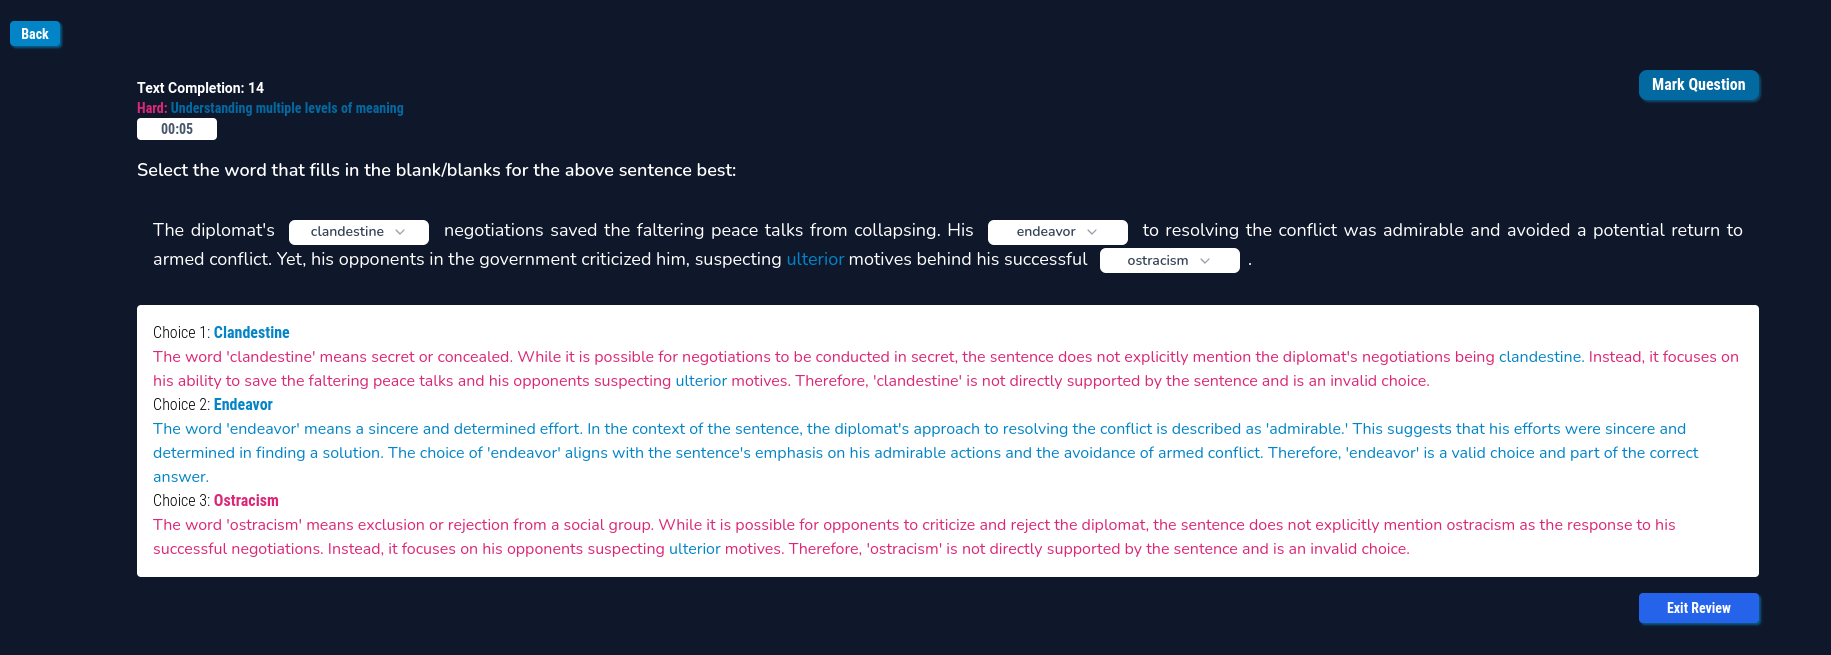 Back
Text Completion: 14
Mark Question
Hard: Understanding multiple levels of meaning
00:05
Select the word that fills in the blank/blanks for the above sentence best:
The diplomat's clandestine negotiations saved the faltering peace talks from collapsing. His endeavor to resolving the conflict was admirable and avoided a potential return to
armed conflict. Yet, his opponents in the government criticized him, suspecting ulterior motives behind his successful ostracism .
Choice 1: Clandestine
The word 'clandestine' means secret or concealed. While it is possible for negotiations to be conducted in secret, the sentence does not explicitly mention the diplomat's negotiations being clandestine. Instead, it focuses on
his ability to save the faltering peace talks and his opponents suspecting ulterior motives. Therefore, 'clandestine' is not directly supported by the sentence and is an invalid choice.
Choice 2: Endeavor
The word 'endeavor' means a sincere and determined effort. In the context of the sentence, the diplomat's approach to resolving the conflict is described as 'admirable.' This suggests that his efforts were sincere and
determined in finding a solution. The choice of 'endeavor' aligns with the sentence's emphasis on his admirable actions and the avoidance of armed conflict. Therefore, 'endeavor' is a valid choice and part of the correct
answer.
Choice 3: Ostracism
The word 'ostracism' means exclusion or rejection from a social group. While it is possible for opponents to criticize and reject the diplomat, the sentence does not explicitly mention ostracism as the response to his
successful negotiations. Instead, it focuses on his opponents suspecting ulterior motives. Therefore, 'ostracism' is not directly supported by the sentence and is an invalid choice.
Exit Review